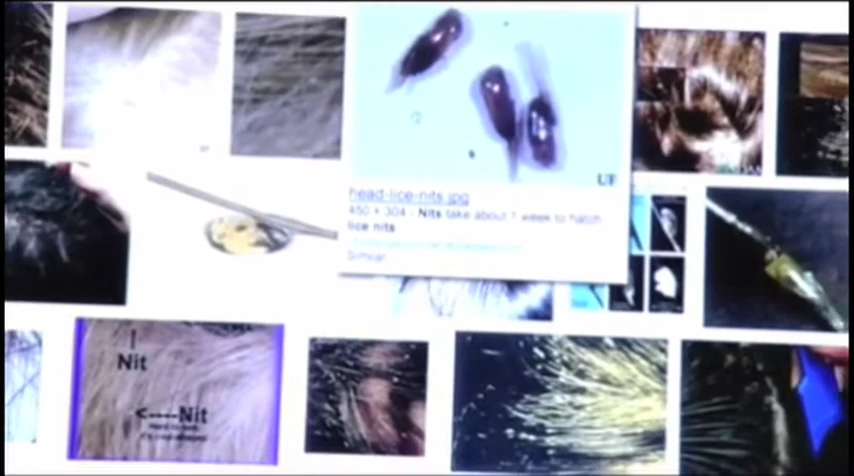 UF
head-lice-nits.jpg
450 × 304 - Nits take about 1 week to hatch
lice nits
Similar
Nit
<----Nit